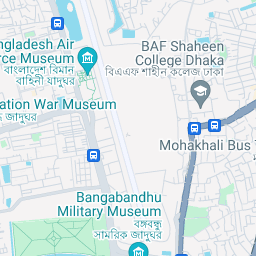 ngladesh Air
rce Museum
বাংলাদেশ বিমান
বাহিনী যাদুঘর
BAF Shaheen
College Dhaka
বিএএফ শাহীন কলেজ ঢাকা
ation War Museum
জাদুঘর
Mohakhali Bus T
Bangabandhu
Military Museum
বঙ্গবন্ধু
সামরিক জাদুঘর